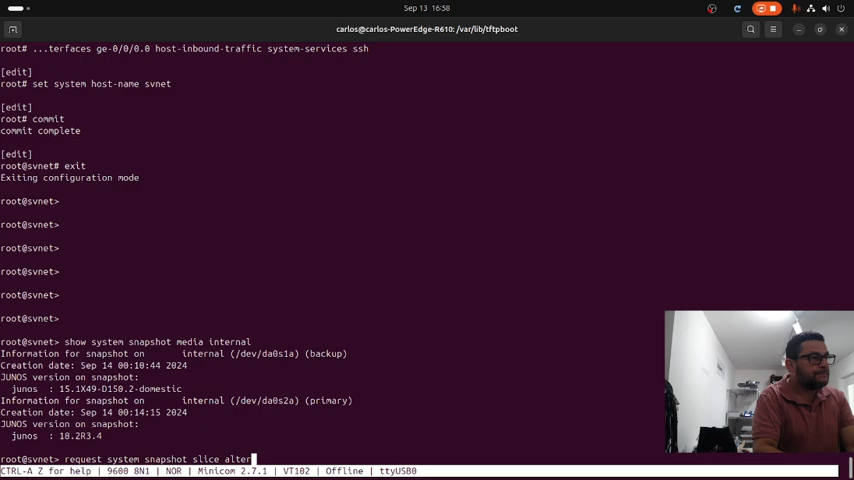 Sep 13 16:38
carlos@carlos-PowerEdge-R610: /var/lib/tftpboot
root# ...terfaces ge-0/0/0.0 host-inbound-traffic system-services ssh
[edit]
root# set system host-name svnet
[edit]
root# commit
commit complete
[edit]
root@svnet# exit
Exiting configuration mode
root@svnet>
root@svnet>
root@svnet>
root@svnet>
root@svnet>
root@svnet>
root@svnet> show system snapshot media internal
Information for snapshot on       internal (/dev/da0s1a) (backup)
Creation date: Sep 14 00:10:44 2024
JUNOS version on snapshot:
  junos  : 15.1X49-D150.2-domestic
Information for snapshot on       internal (/dev/da0s2a) (primary)
Creation date: Sep 14 00:14:15 2024
JUNOS version on snapshot:
  junos  : 18.2R3.4
root@svnet> request system snapshot slice alter
CTRL-A Z for help | 9600 8N1 | NOR | Minicom 2.7.1 | VT102 | Offline | ttyUSB0